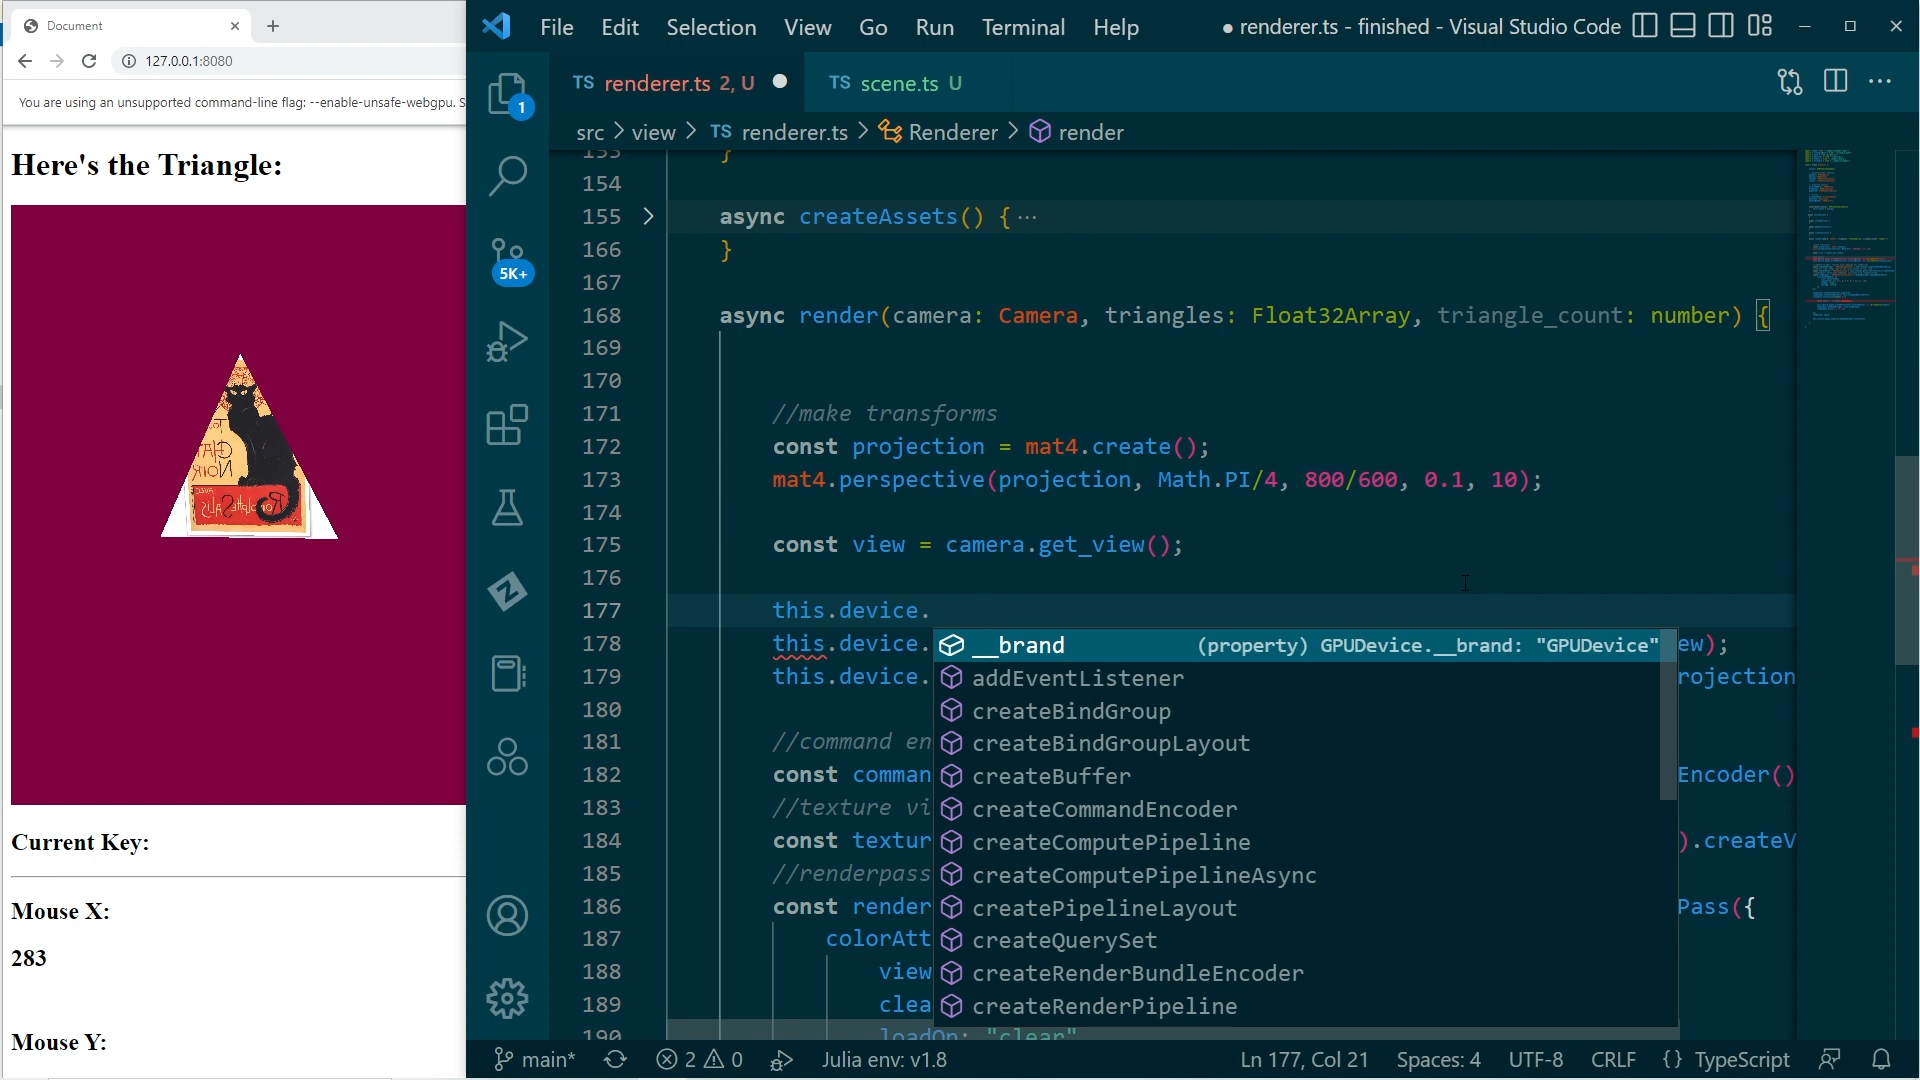 Document
127.0.0.1:8080
You are using an unsupported command-line flag: --enable-unsafe-webgpu. S
Here's the Triangle:
Current Key:
Mouse X:
283
Mouse Y:
File Edit Selection View Go Run Terminal Help
● renderer.ts - finished - Visual Studio Code
TS renderer.ts 2, U
TS scene.ts U
src > view > TS renderer.ts > Renderer > render
1
5K+
153 }
154
155 async createAssets() { ...
166 }
167
168 async render(camera: Camera, triangles: Float32Array, triangle_count: number) {
169
170
171 //make transforms
172 const projection = mat4.create();
173 mat4.perspective(projection, Math.PI/4, 800/600, 0.1, 10);
174
175 const view = camera.get_view();
176
177 this.device.
178 this.device. ew);
179 this.device. rojection
180
181 //command en
182 const comman Encoder()
183 //texture vi
184 const textur ).createV
185 //renderpass
186 const render Pass({
187 colorAtt
188 view
189 clea
190 loadOp: "clear"
__brand (property) GPUDevice.__brand: "GPUDevice"
addEventListener
createBindGroup
createBindGroupLayout
createBuffer
createCommandEncoder
createComputePipeline
createComputePipelineAsync
createPipelineLayout
createQuerySet
createRenderBundleEncoder
createRenderPipeline
main* 2 0 Julia env: v1.8
Ln 177, Col 21 Spaces: 4 UTF-8 CRLF {} TypeScript